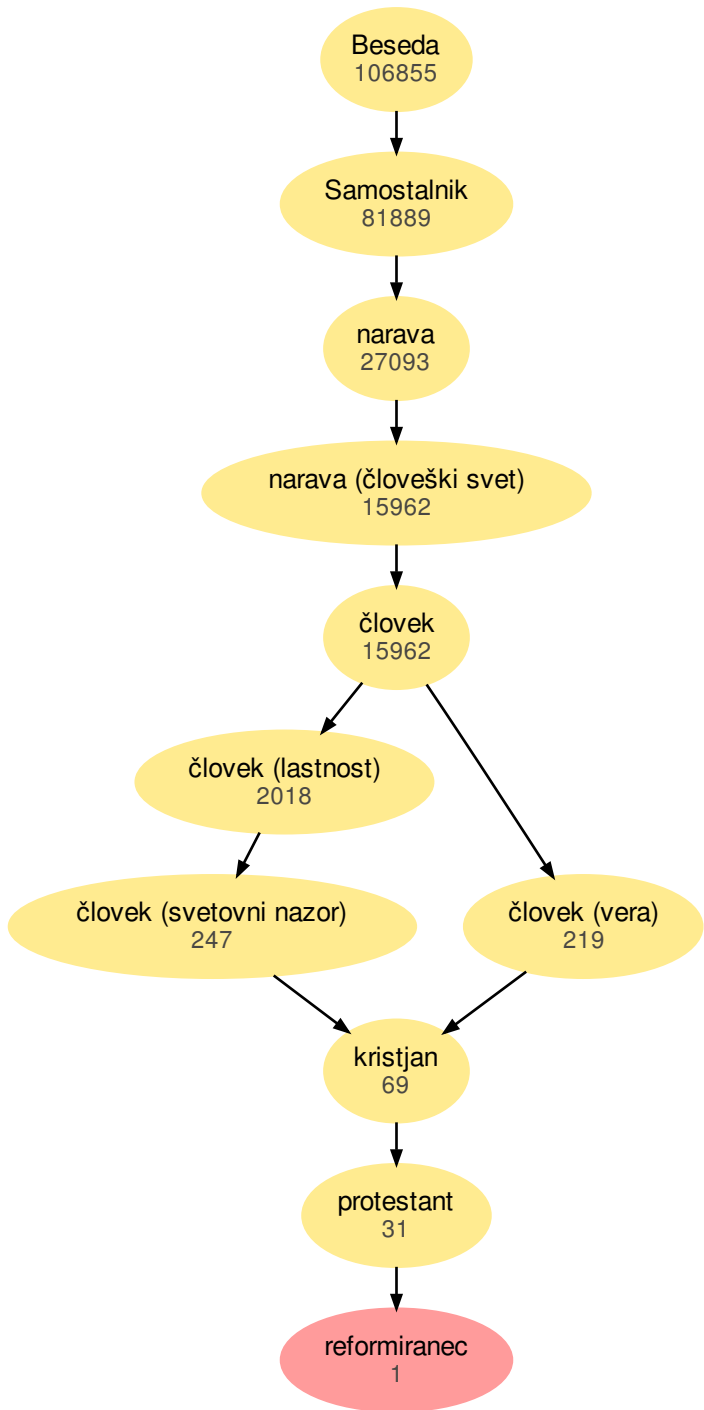 Beseda
106855
Samostalnik
81889
narava
27093
narava (človeški svet)
15962
človek
15962
človek (lastnost)
2018
človek (svetovni nazor)
247
človek (vera)
219
kristjan
69
protestant
31
reformiranec
1